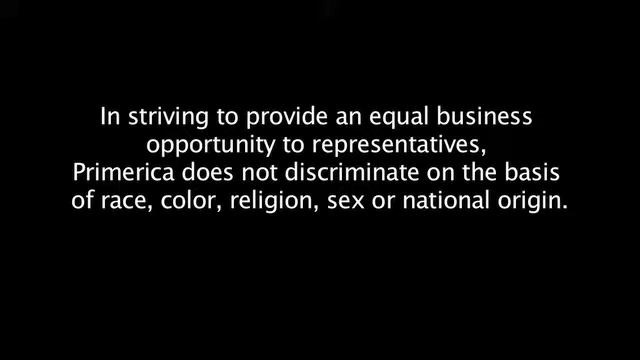 In striving to provide an equal business
opportunity to representatives,
Primerica does not discriminate on the basis
of race, color, religion, sex or national origin.